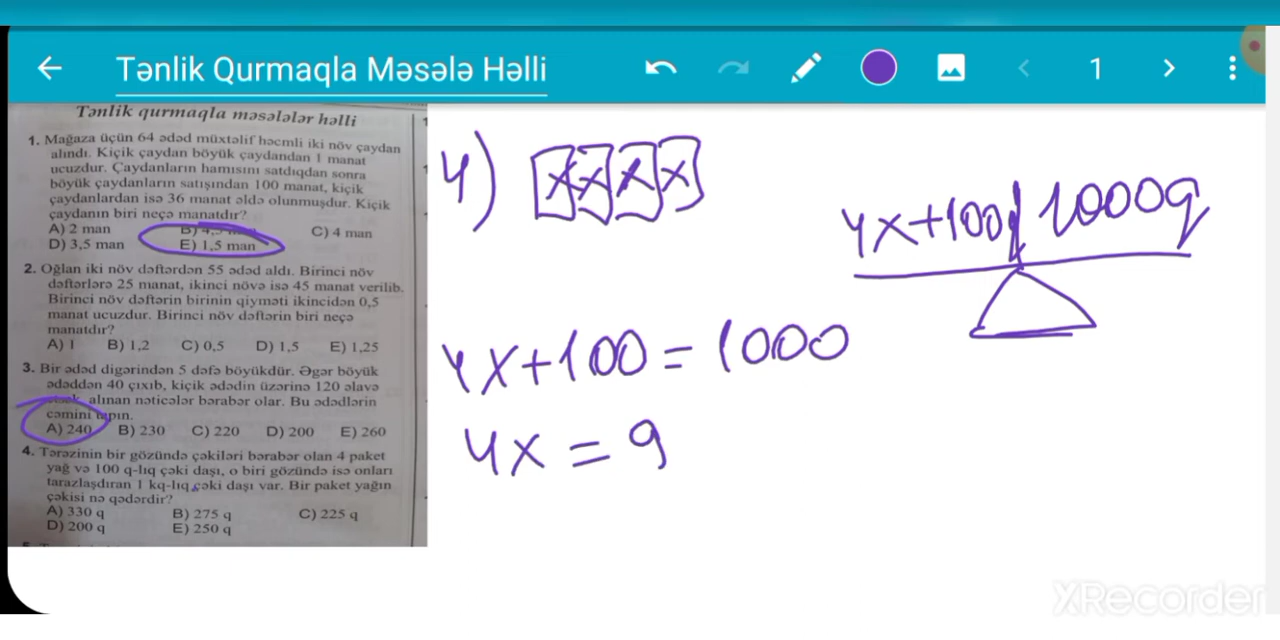 Tənlik Qurmaqla Məsələ Həlli
1
Tənlik qurmaqla məsələlər həlli
1. Mağaza üçün 64 ədəd müxtəlif həcmli iki növ çaydan
alındı. Kiçik çaydan böyük çaydandan 1 manat
ucuzdur. Çaydanların hamısını satdıqdan sonra
böyük çaydanların satışından 100 manat, kiçik
çaydanlardan isə 36 manat əldə olunmuşdur. Kiçik
çaydanın biri neçə manatdır?
A) 2 man C) 4 man
D) 3,5 man E) 1,5 man
2. Oğlan iki növ dəftərdən 55 ədəd aldı. Birinci növ
dəftərlərə 25 manat, ikinci növə isə 45 manat verilib.
Birinci növ dəftərin birinin qiyməti ikincidən 0,5
manat ucuzdur. Birinci növ dəftərin biri neçə
manatdır?
A) 1 B) 1,2 C) 0,5 D) 1,5 E) 1,25
3. Bir ədəd digərindən 5 dəfə böyükdür. Əgər böyük
ədəddən 40 çıxıb, kiçik ədədin üzərinə 120 əlavə
alınan nəticələr bərabər olar. Bu ədədlərin
cəmini tapın.
A) 240 B) 230 C) 220 D) 200 E) 260
4. Tərəzinin bir gözündə çəkiləri bərabər olan 4 paket
yağ və 100 q-lıq çəki daşı, o biri gözündə isə onları
tarazlaşdıran 1 kq-lıq çəki daşı var. Bir paket yağın
çəkisi nə qədərdir?
A) 330 q B) 275 q C) 225 q
D) 200 q E) 250 q
4) x x x x
4x+100q 1000q
4x+100=1000
4x=9
XRecorder